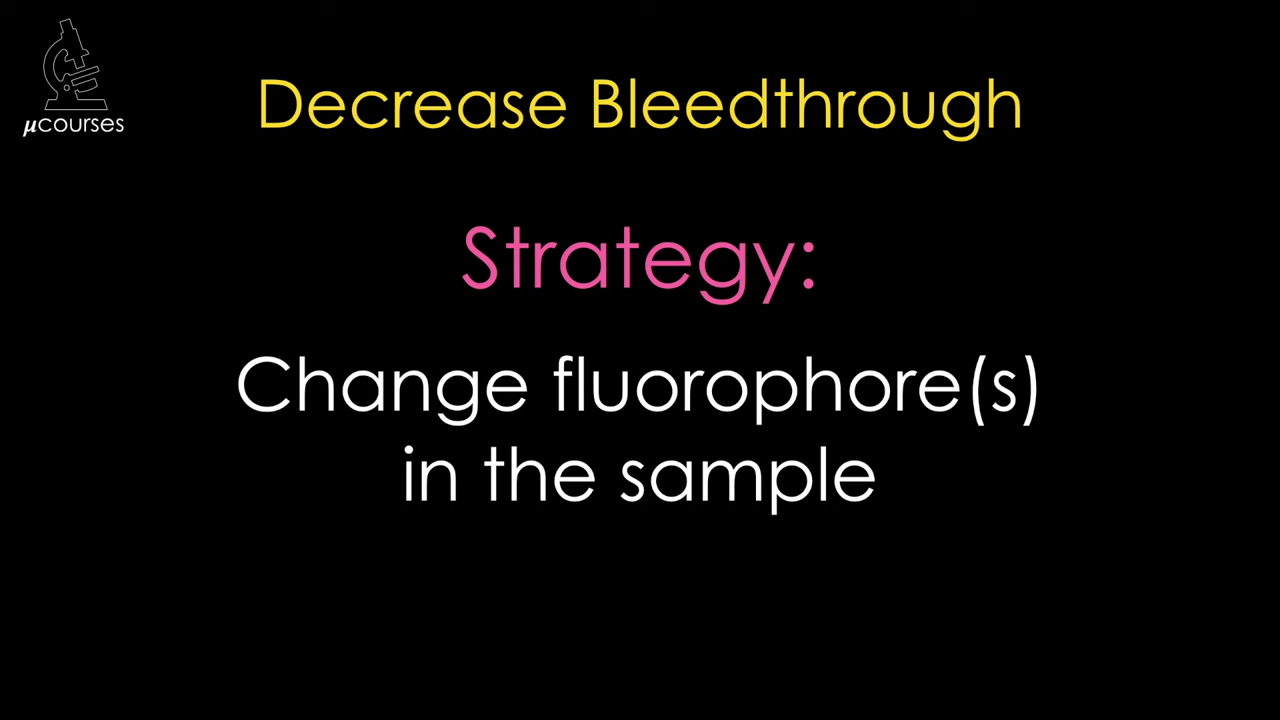 µcourses
Decrease Bleedthrough
Strategy:
Change fluorophore(s)
in the sample